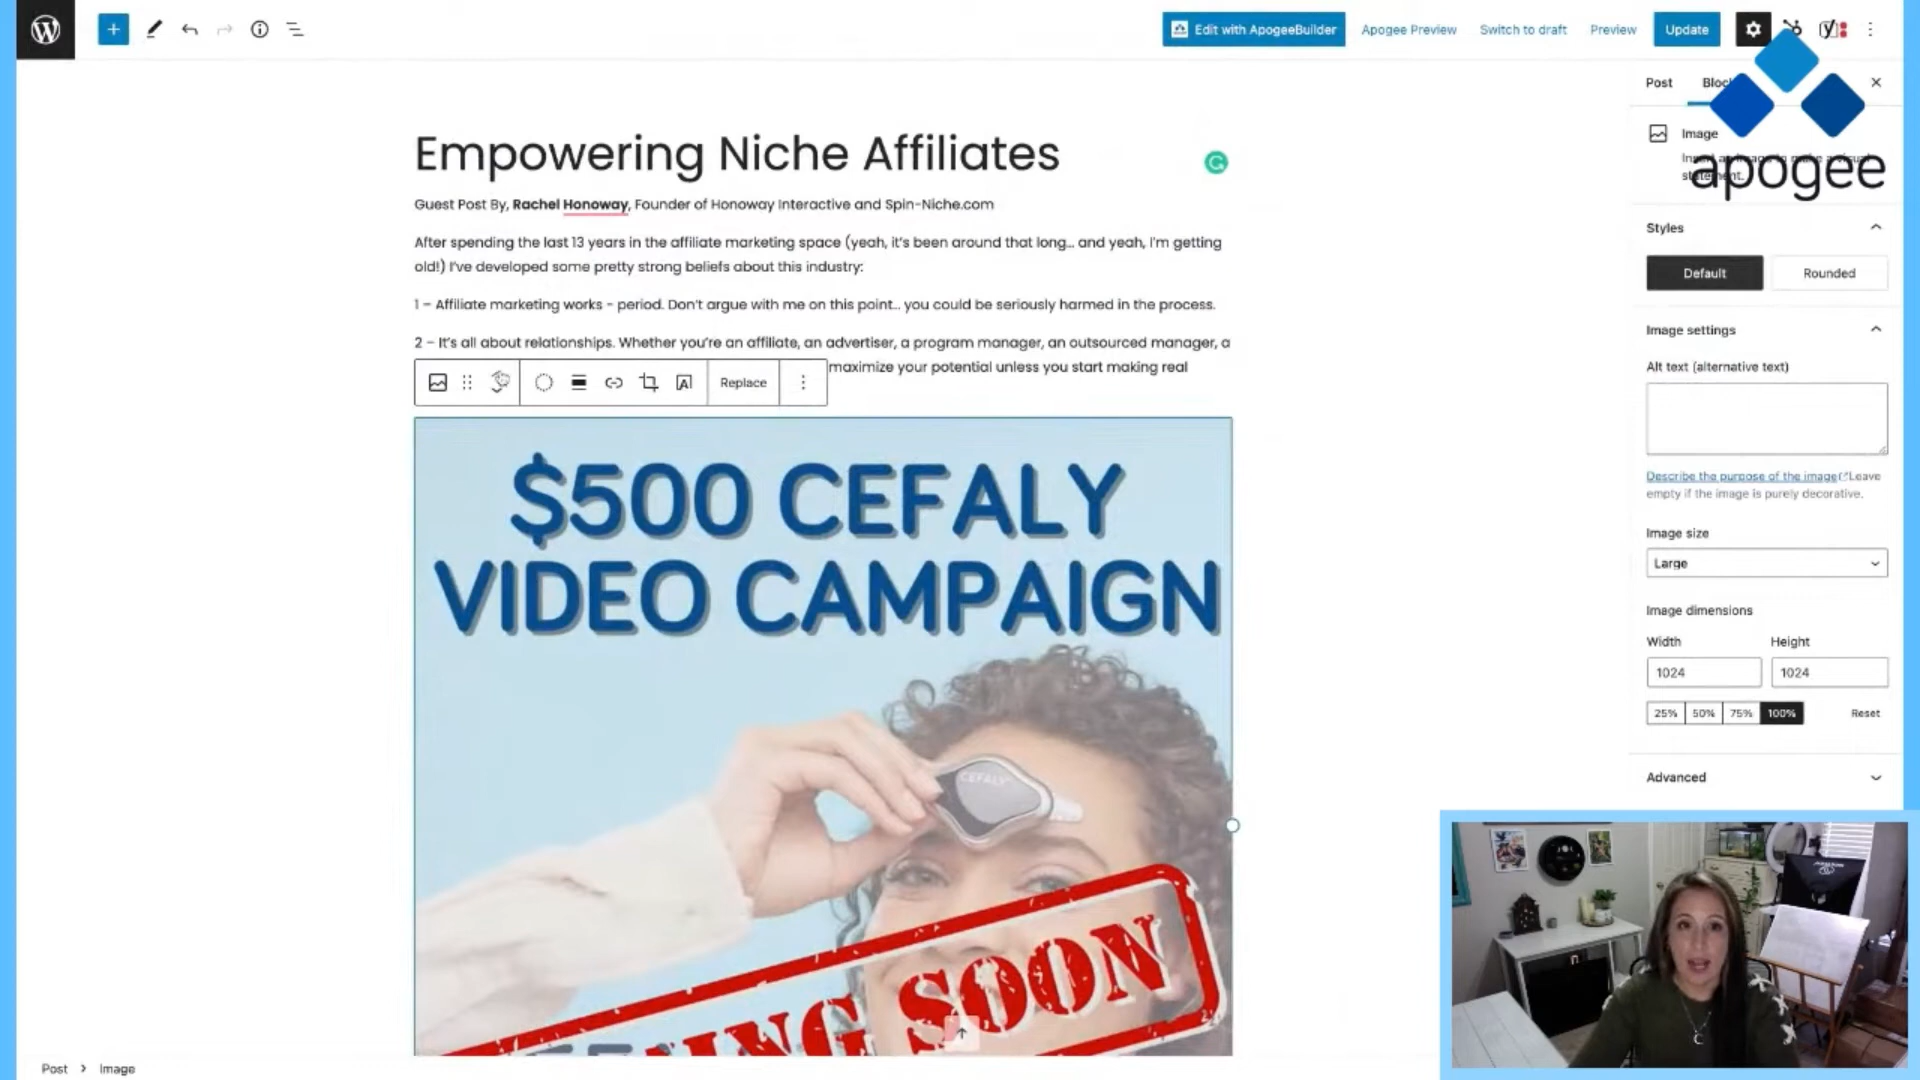 Edit with ApogeeBuilder
Apogee Preview
Switch to draft
Preview
Update
Post
Empowering Niche Affiliates
Guest Post By, Rachel Honoway, Founder of Honoway Interactive and Spin-Niche.com
After spending the last 13 years in the affiliate marketing space (yeah, it's been around that long… and yeah, I'm getting
old!) I've developed some pretty strong beliefs about this industry:
1 – Affiliate marketing works - period. Don't argue with me on this point… you could be seriously harmed in the process.
2 – It's all about relationships. Whether you're an affiliate, an advertiser, a program manager, an outsourced manager, a
maximize your potential unless you start making real
Replace
$500 CEFALY
VIDEO CAMPAIGN
CEFALY
SOON
Image
apogee
Styles
Default
Rounded
Image settings
Alt text (alternative text)
Describe the purpose of the image Leave
empty if the image is purely decorative.
Image size
Large
Image dimensions
Width
Height
1024
1024
25%
50%
75%
100%
Reset
Advanced
Post
Image